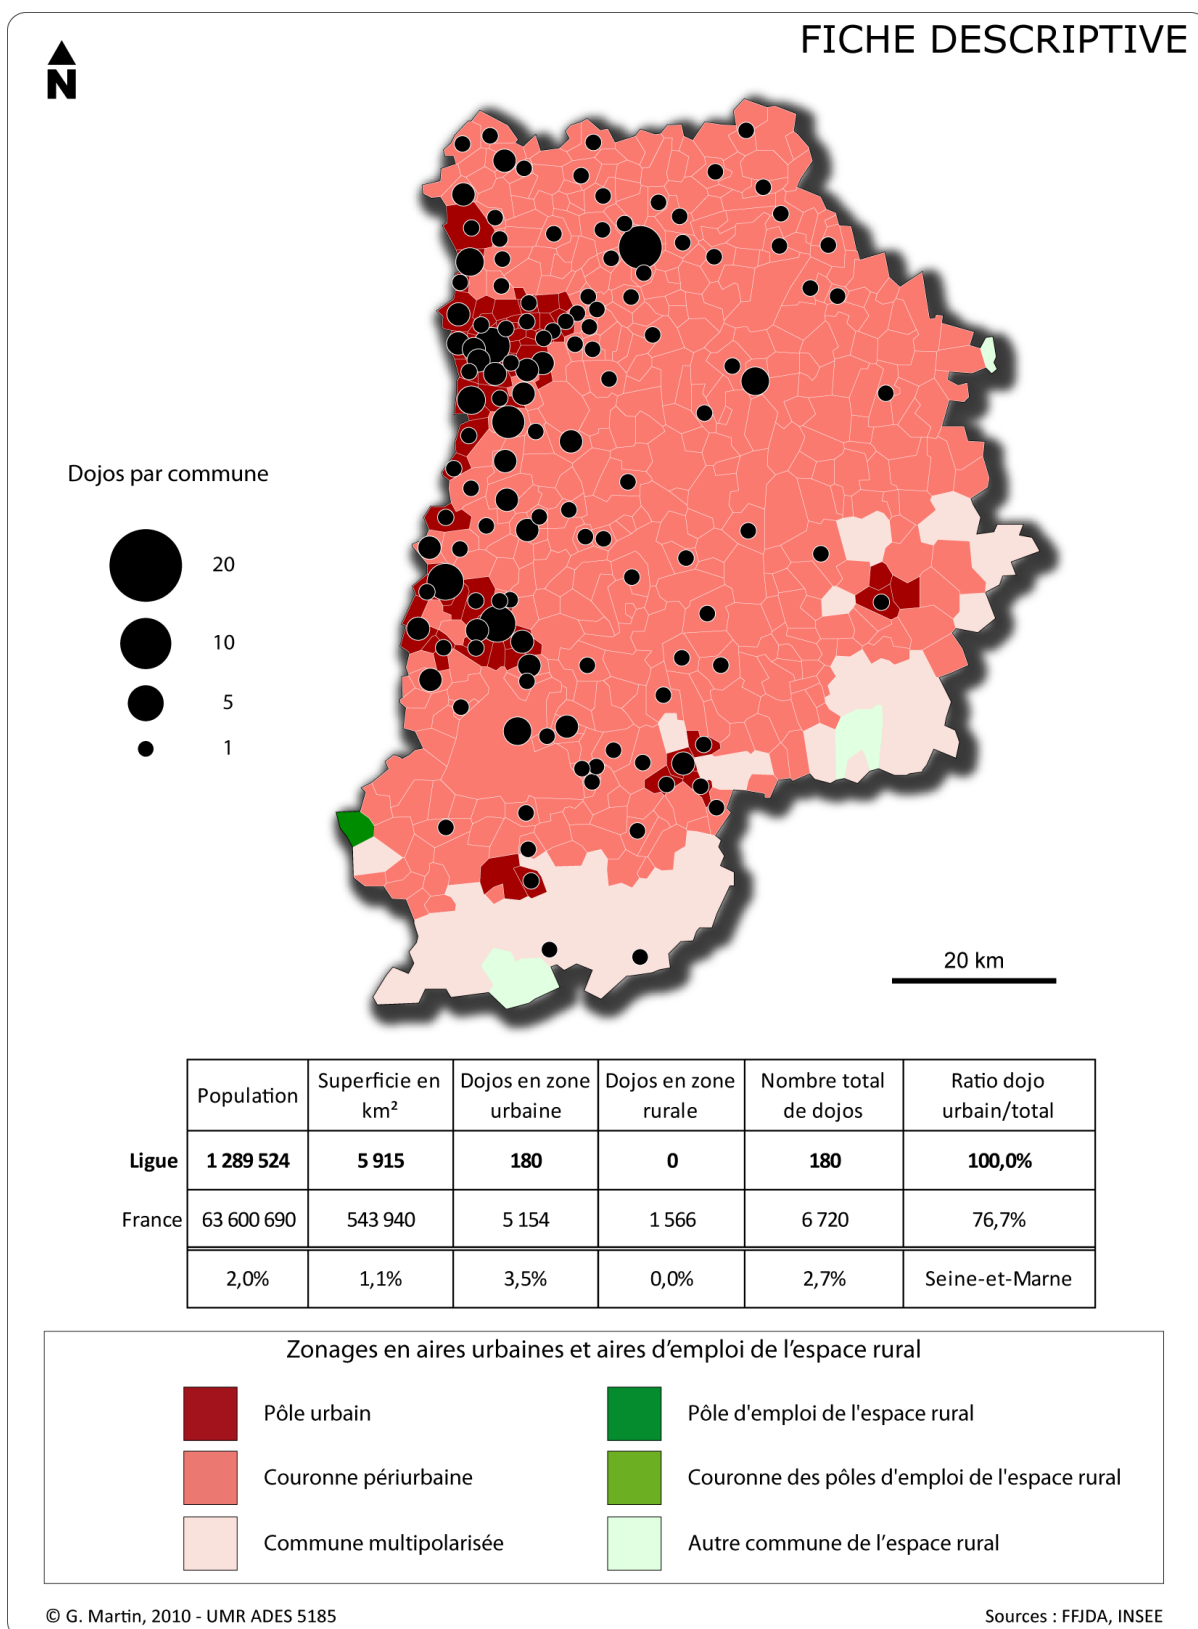 FICHE DESCRIPTIVE
N
Dojos par commune
20
10
5
1
20 km
Population
Superficie en km²
Dojos en zone urbaine
Dojos en zone rurale
Nombre total de dojos
Ratio dojo urbain/total
Ligue 1 289 524 5 915 180 0 180 100,0%
France 63 600 690 543 940 5 154 1 566 6 720 76,7%
2,0% 1,1% 3,5% 0,0% 2,7% Seine-et-Marne
Zonages en aires urbaines et aires d'emploi de l'espace rural
Pôle urbain
Couronne périurbaine
Commune multipolarisée
Pôle d'emploi de l'espace rural
Couronne des pôles d'emploi de l'espace rural
Autre commune de l'espace rural
© G. Martin, 2010 - UMR ADES 5185
Sources : FFJDA, INSEE